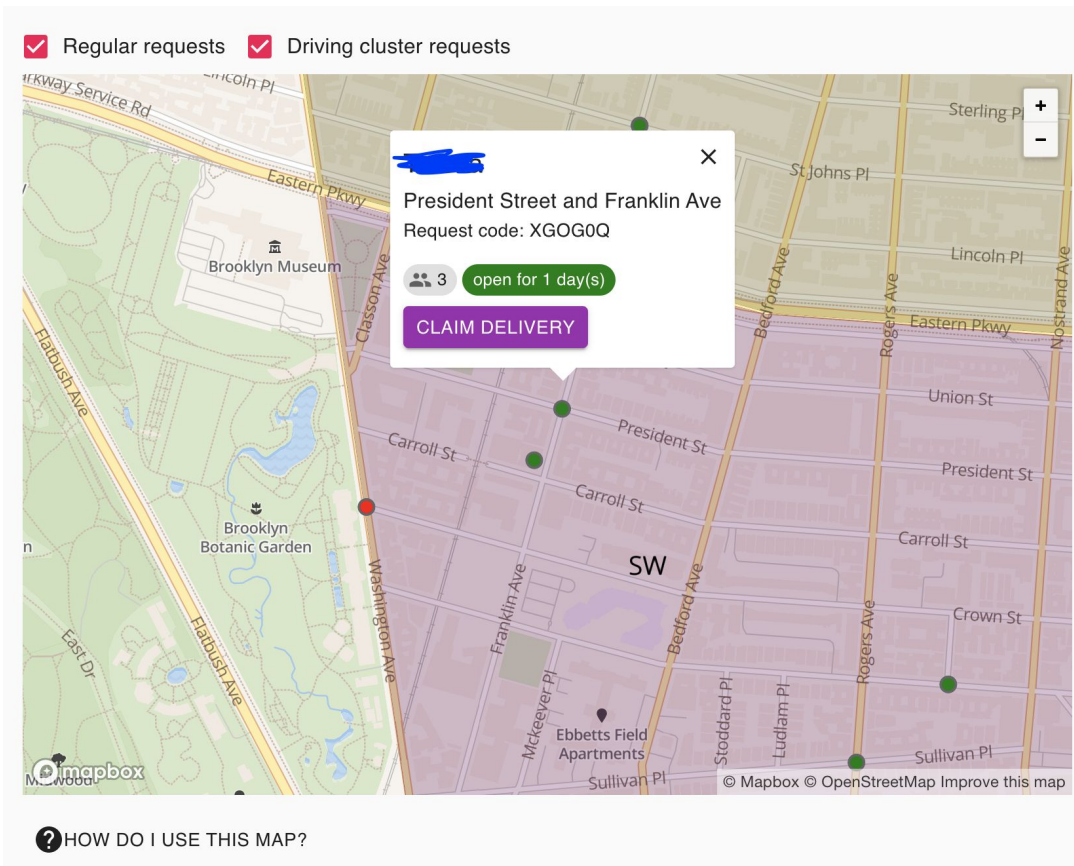 Regular requests
Driving cluster requests
Lincoln Pl
Parkway Service Rd
Sterling Pl
+
−
St Johns Pl
Eastern Pkwy
President Street and Franklin Ave
Request code: XGOG0Q
3
open for 1 day(s)
CLAIM DELIVERY
Brooklyn Museum
Classon Ave
Bedford Ave
Lincoln Pl
Rogers Ave
Nostrand Ave
Eastern Pkwy
Flatbush Ave
Union St
President St
Carroll St
President St
Carroll St
Brooklyn
Botanic Garden
Carroll St
SW
Washington Ave
Franklin Ave
Bedford Ave
Rogers Ave
Crown St
East Dr
Flatbush Ave
Mckeever Pl
Stoddard Pl
Ludlam Pl
Ebbetts Field
Apartments
Sullivan Pl
Sullivan Pl
mapbox
© Mapbox © OpenStreetMap Improve this map
HOW DO I USE THIS MAP?